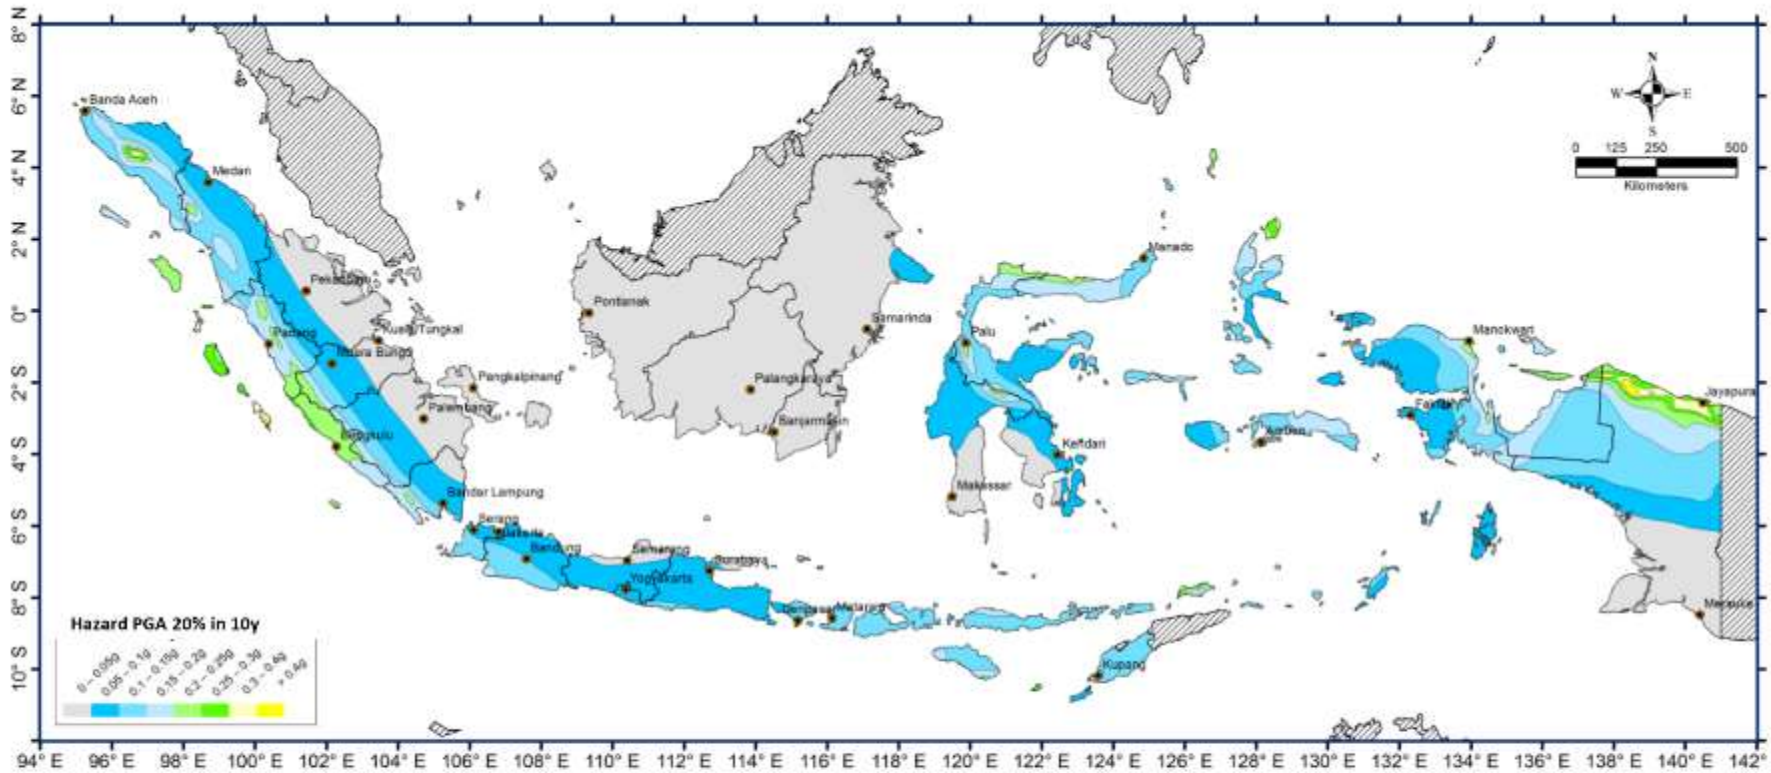 8° N
6° N
4° N
2° N
0°
2° S
4° S
6° S
8° S
10° S
Banda Aceh
Medan
Padang
Muara Bungo
Kuala Tungkal
Pangkalpinang
Palembang
Bengkulu
Bandar Lampung
Serang
Bandung
Semarang
Surabaya
Yogyakarta
Denpasar
Mataram
Kupang
Pontianak
Samarinda
Palangkaraya
Banjarmasin
Manado
Palu
Kendari
Makassar
Ambon
Manokwari
Fakfak
Jayapura
Merauke
N
W
E
S
0 125 250 500
Kilometers
Hazard PGA 20% in 10y
0 – 0.05g
0.05 – 0.1g
0.1 – 0.15g
0.15 – 0.2g
0.2 – 0.25g
0.25 – 0.3g
0.3 – 0.4g
> 0.4g
94° E 96° E 98° E 100° E 102° E 104° E 106° E 108° E 110° E 112° E 114° E 116° E 118° E 120° E 122° E 124° E 126° E 128° E 130° E 132° E 134° E 136° E 138° E 140° E 142° E